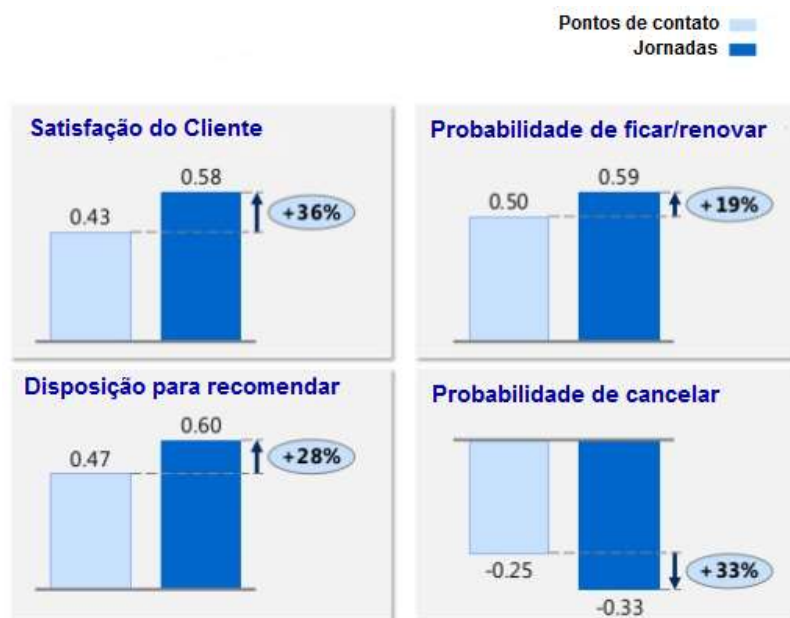 Pontos de contato
Jornadas
Satisfação do Cliente
0.43
0.58
+36%
Probabilidade de ficar/renovar
0.50
0.59
+19%
Disposição para recomendar
0.47
0.60
+28%
Probabilidade de cancelar
-0.25
-0.33
+33%